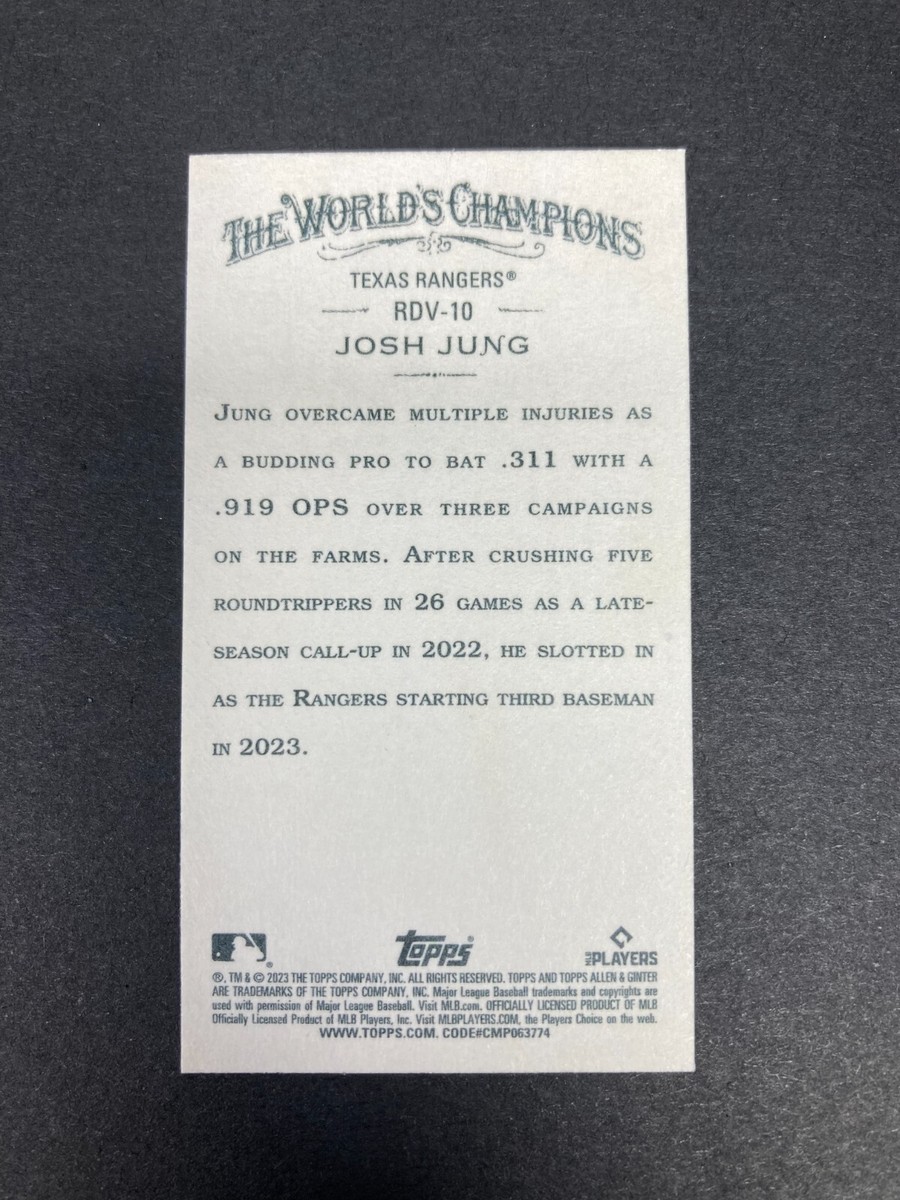 THE WORLD'S CHAMPIONS
TEXAS RANGERS®
RDV-10
JOSH JUNG
JUNG OVERCAME MULTIPLE INJURIES AS
A BUDDING PRO TO BAT .311 WITH A
.919 OPS OVER THREE CAMPAIGNS
ON THE FARMS. AFTER CRUSHING FIVE
ROUNDTRIPPERS IN 26 GAMES AS A LATE-
SEASON CALL-UP IN 2022, HE SLOTTED IN
AS THE RANGERS STARTING THIRD BASEMAN
IN 2023.
® Topps® MLB PLAYERS
®, TM & © 2023 THE TOPPS COMPANY, INC. ALL RIGHTS RESERVED. TOPPS AND TOPPS ALLEN & GINTER
ARE TRADEMARKS OF THE TOPPS COMPANY, INC. Major League Baseball trademarks and copyrights are
used with permission of Major League Baseball. Visit MLB.com. OFFICIALLY LICENSED PRODUCT OF MLB
Officially Licensed Product of MLB Players, Inc. Visit MLBPLAYERS.COM, the Players Choice on the web.
WWW.TOPPS.COM. CODE#CMP063774